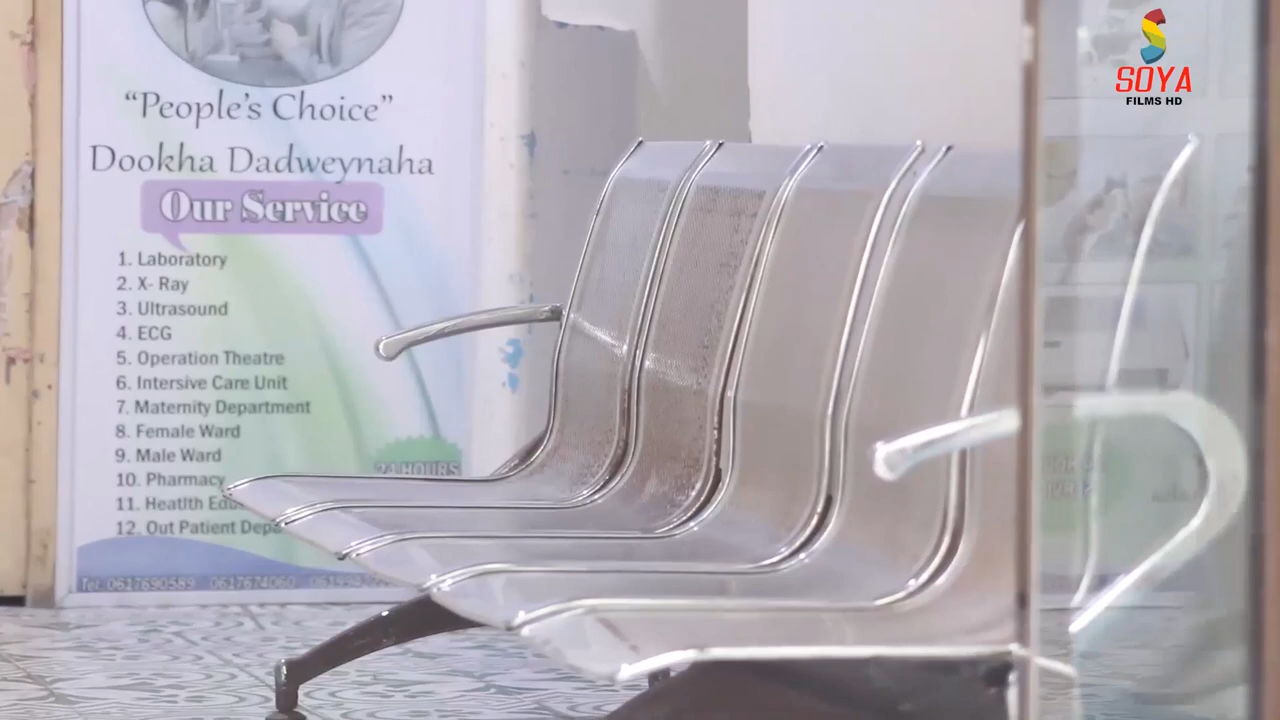 SOYA
FILMS HD
“People's Choice”
Dookha Dadweynaha
Our Service
1. Laboratory
2. X- Ray
3. Ultrasound
4. ECG
5. Operation Theatre
6. Intersive Care Unit
7. Maternity Department
8. Female Ward
9. Male Ward
10. Pharmacy
11. Heatlth
12. Out Patient
24 HOURS
Tel: 0617690589 0617674060